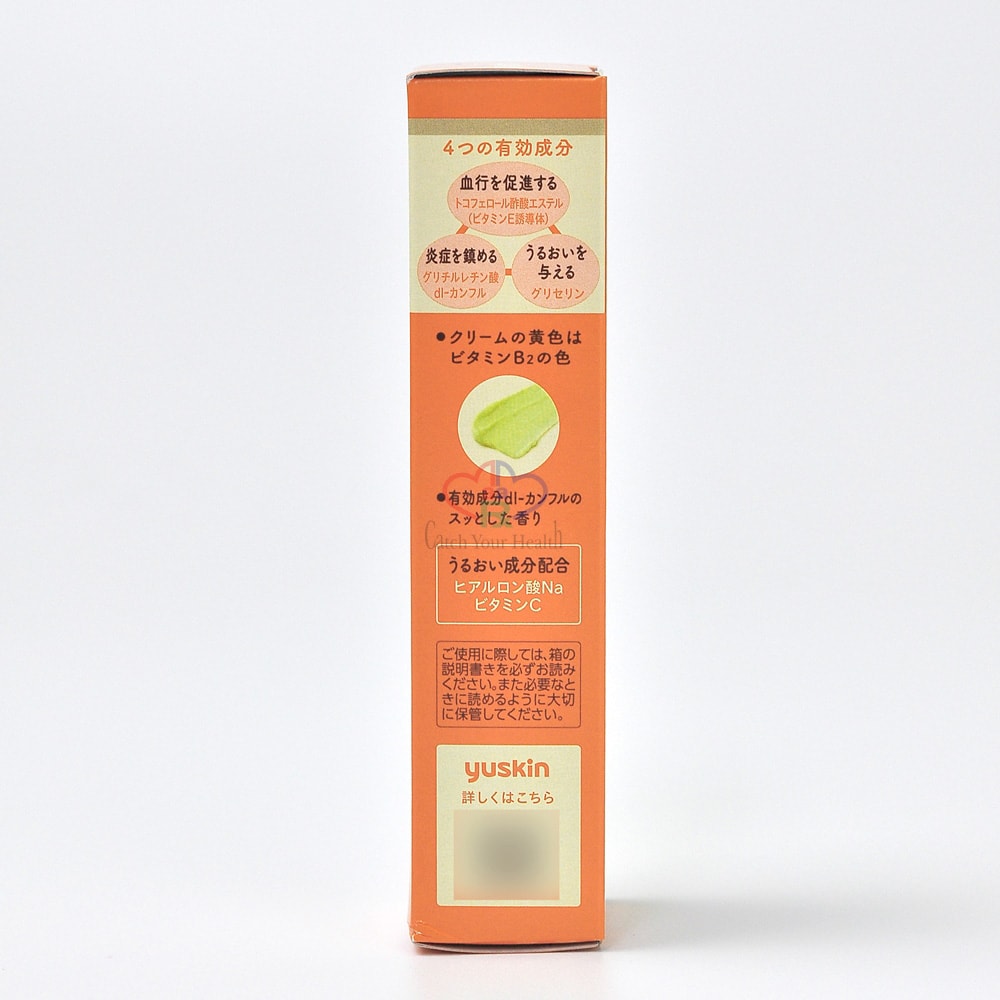 4つの有効成分
血行を促進する
トコフェロール酢酸エステル
(ビタミンE誘導体)
炎症を鎮める
グリチルレチン酸
dl-カンフル
うるおいを
与える
グリセリン
●クリームの黄色は
ビタミンB2の色
●有効成分dl-カンフルの
スッとした香り
Catch Your Health
うるおい成分配合
ヒアルロン酸Na
ビタミンC
ご使用に際しては、箱の
説明書きを必ずお読み
ください。また必要なと
きに読めるように大切
に保管してください。
yuskin
詳しくはこちら